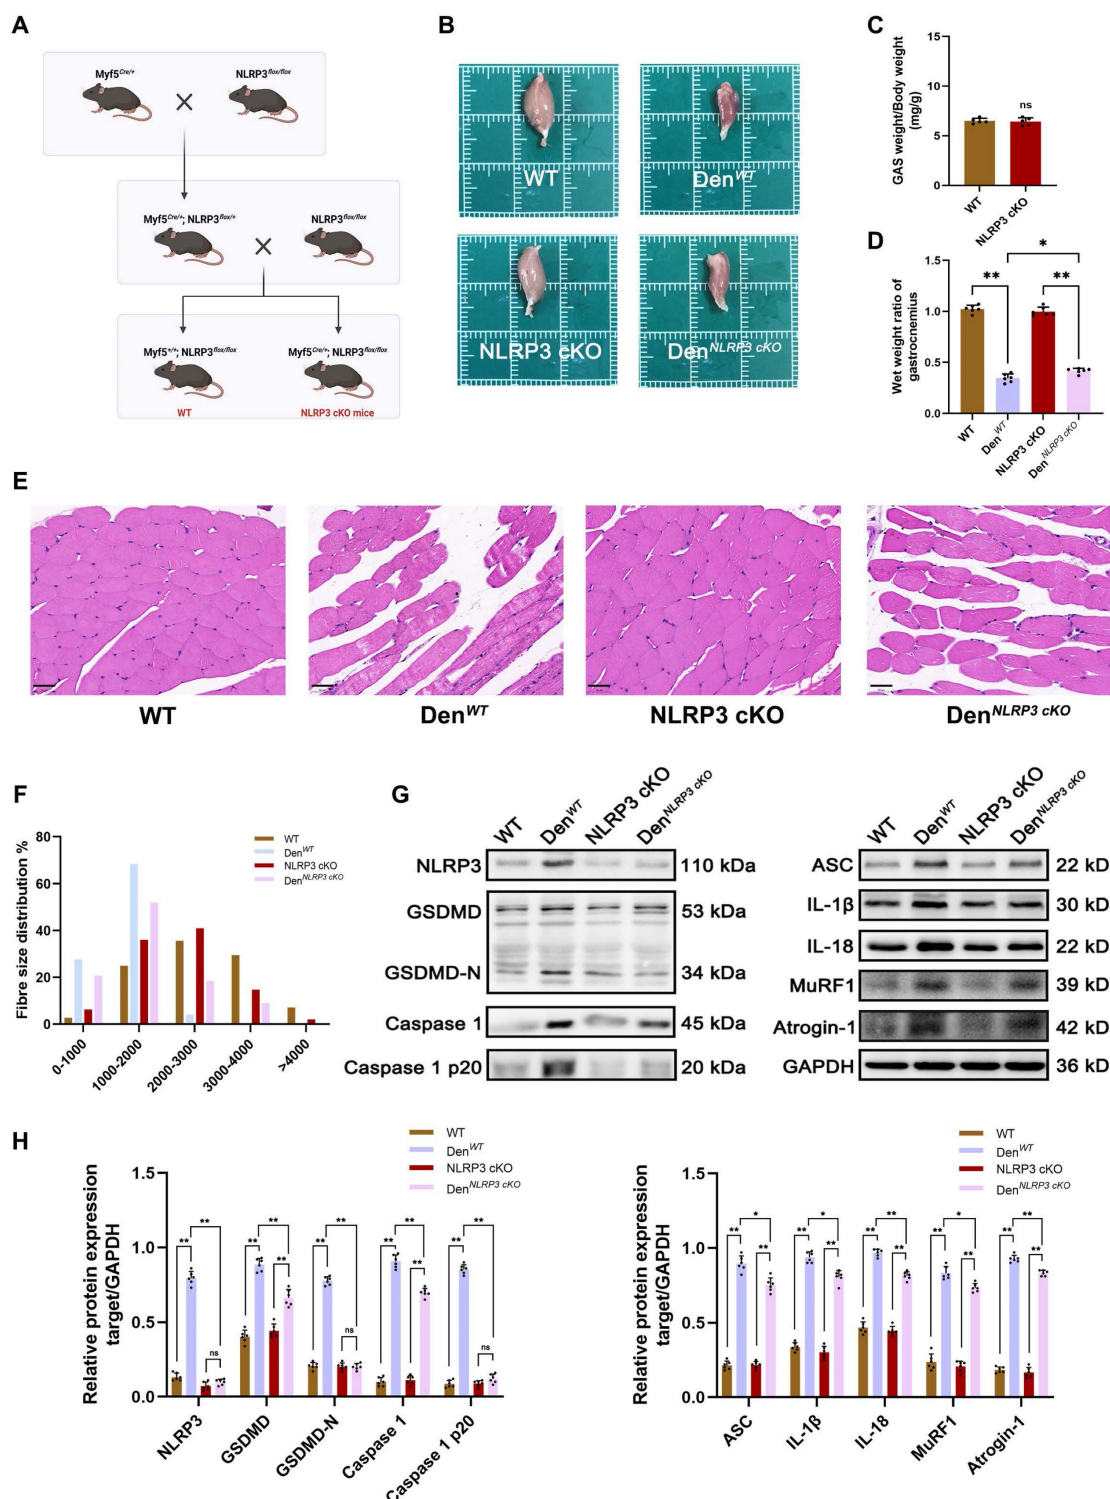 A
Myf5Cre/+
NLRP3flox/flox
×
Myf5Cre/+; NLRP3flox/+
NLRP3flox/flox
×
Myf5+/+; NLRP3flox/flox
Myf5Cre/+; NLRP3flox/flox
WT
NLRP3 cKO mice
B
WT
DenWT
NLRP3 cKO
DenNLRP3 cKO
C
GAS weight/Body weight
(mg/g)
15
10
5
0
ns
WT
NLRP3 cKO
D
Wet weight ratio of
gastrocnemius
1.5
1.0
0.5
0.0
*
**
**
WT
DenWT
NLRP3 cKO
DenNLRP3 cKO
E
WT
DenWT
NLRP3 cKO
DenNLRP3 cKO
F
Fibre size distribution %
80
60
40
20
0
WT
DenWT
NLRP3 cKO
DenNLRP3 cKO
0-1000
1000-2000
2000-3000
3000-4000
>4000
G
WT
DenWT
NLRP3 cKO
DenNLRP3 cKO
NLRP3
110 kDa
GSDMD
53 kDa
GSDMD-N
34 kDa
Caspase 1
45 kDa
Caspase 1 p20
20 kDa
WT
DenWT
NLRP3 cKO
DenNLRP3 cKO
ASC
22 kD
IL-1β
30 kD
IL-18
22 kD
MuRF1
39 kD
Atrogin-1
42 kD
GAPDH
36 kD
H
WT
DenWT
NLRP3 cKO
DenNLRP3 cKO
Relative protein expression
target/GAPDH
1.5
1.0
0.5
0.0
** ** ** ** **
** ** ** ** **
ns ** ns ** ns
NLRP3
GSDMD
GSDMD-N
Caspase 1
Caspase 1 p20
WT
DenWT
NLRP3 cKO
DenNLRP3 cKO
Relative protein expression
target/GAPDH
1.5
1.0
0.5
0.0
* * ** * **
** ** ** ** **
** ** ** ** **
ASC
IL-1β
IL-18
MuRF1
Atrogin-1